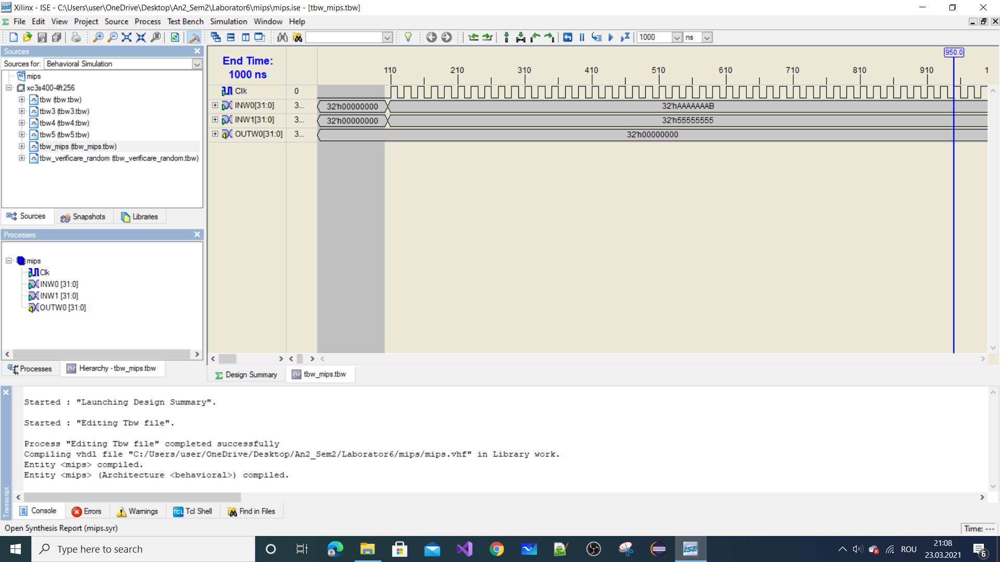 Xilinx - ISE - C:\Users\user\OneDrive\Desktop\An2_Sem2\Laborator6\mips\mips.ise - [tbw_mips.tbw]
File Edit View Project Source Process Test Bench Simulation Window Help
1000 ns
Sources
Sources for: Behavioral Simulation
mips
xc3s400-4ft256
tbw (tbw.tbw)
tbw3 (tbw3.tbw)
tbw4 (tbw4.tbw)
tbw5 (tbw5.tbw)
tbw_mips (tbw_mips.tbw)
tbw_verificare_random (tbw_verificare_random.tbw)
Sources Snapshots Libraries
Processes
mips
Clk
INW0 [31:0]
INW1 [31:0]
OUTW0 [31:0]
Processes Hierarchy - tbw_mips.tbw
End Time:
1000 ns
950.0
110 210 310 410 510 610 710 810 910 1
Clk 0
INW0[31:0] 3... 32'h00000000 32'hAAAAAAAB
INW1[31:0] 3... 32'h00000000 32'h55555555
OUTW0[31:0] 3... 32'h00000000
Design Summary tbw_mips.tbw
Started : "Launching Design Summary".
Started : "Editing Tbw file".
Process "Editing Tbw file" completed successfully
Compiling vhdl file "C:/Users/user/OneDrive/Desktop/An2_Sem2/Laborator6/mips/mips.vhf" in Library work.
Entity <mips> compiled.
Entity <mips> (Architecture <behavioral>) compiled.
Transcript
Console Errors Warnings TCL Tcl Shell Find in Files
Open Synthesis Report (mips.syr)
Time: ---
Type here to search
ISE
ROU
21:08
23.03.2021
6